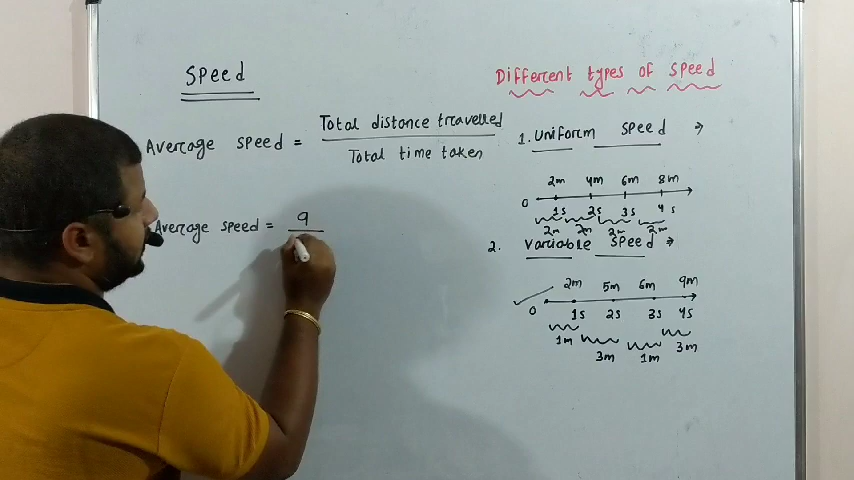 Speed
Average speed = Total distance travelled
Total time taken
Average speed = 9
Different types of speed
1. Uniform speed →
2m 4m 6m 8m
0
1s 2s 3s 4s
2m 2m 2m 2m
2. Variable speed →
2m 5m 6m 9m
0 1s 2s 3s 4s
1m 3m 1m 3m